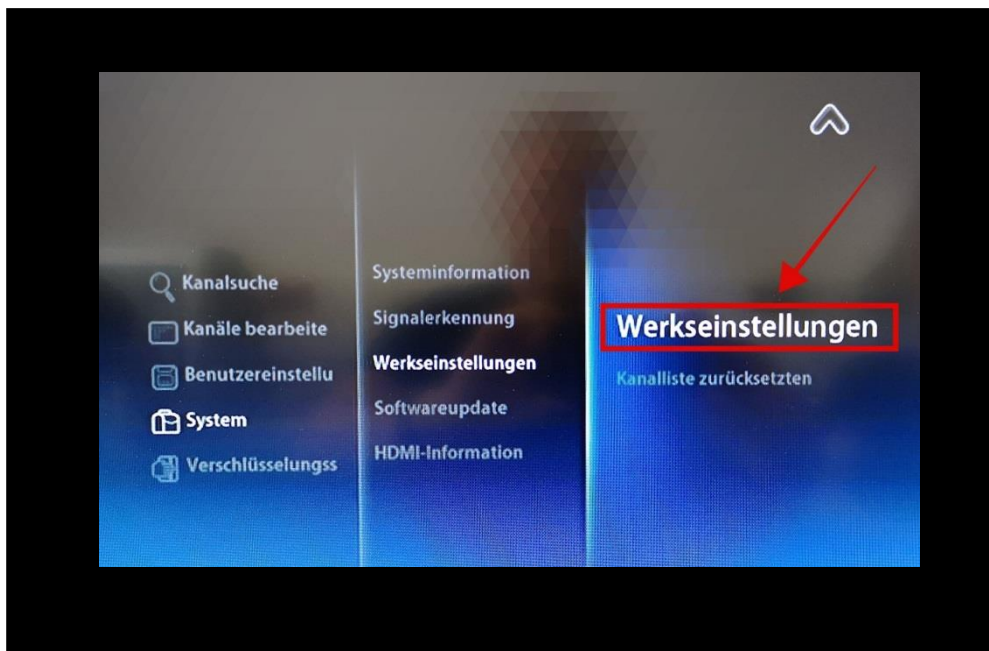 Kanalsuche
Kanäle bearbeite
Benutzereinstellu
System
Verschlüsselungss
Systeminformation
Signalerkennung
Werkseinstellungen
Softwareupdate
HDMI-Information
Werkseinstellungen
Kanalliste zurücksetzten